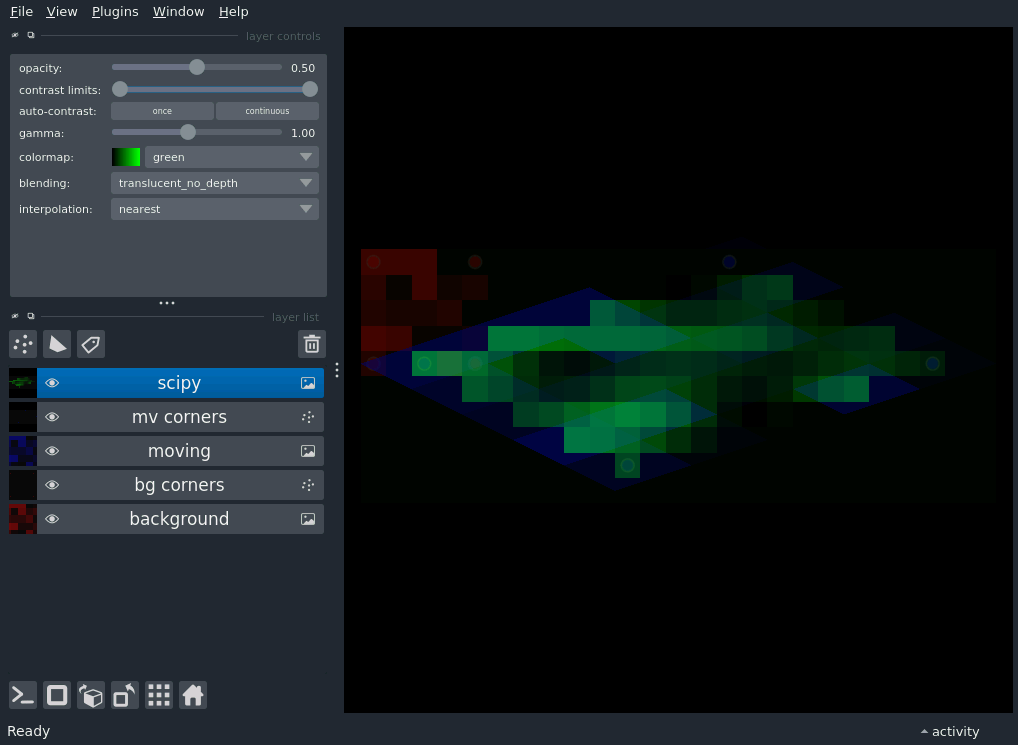 File View Plugins Window Help
layer controls
opacity: 0.50
contrast limits:
auto-contrast: once continuous
gamma: 1.00
colormap: green
blending: translucent_no_depth
interpolation: nearest
layer list
scipy
mv corners
moving
bg corners
background
Ready
activity